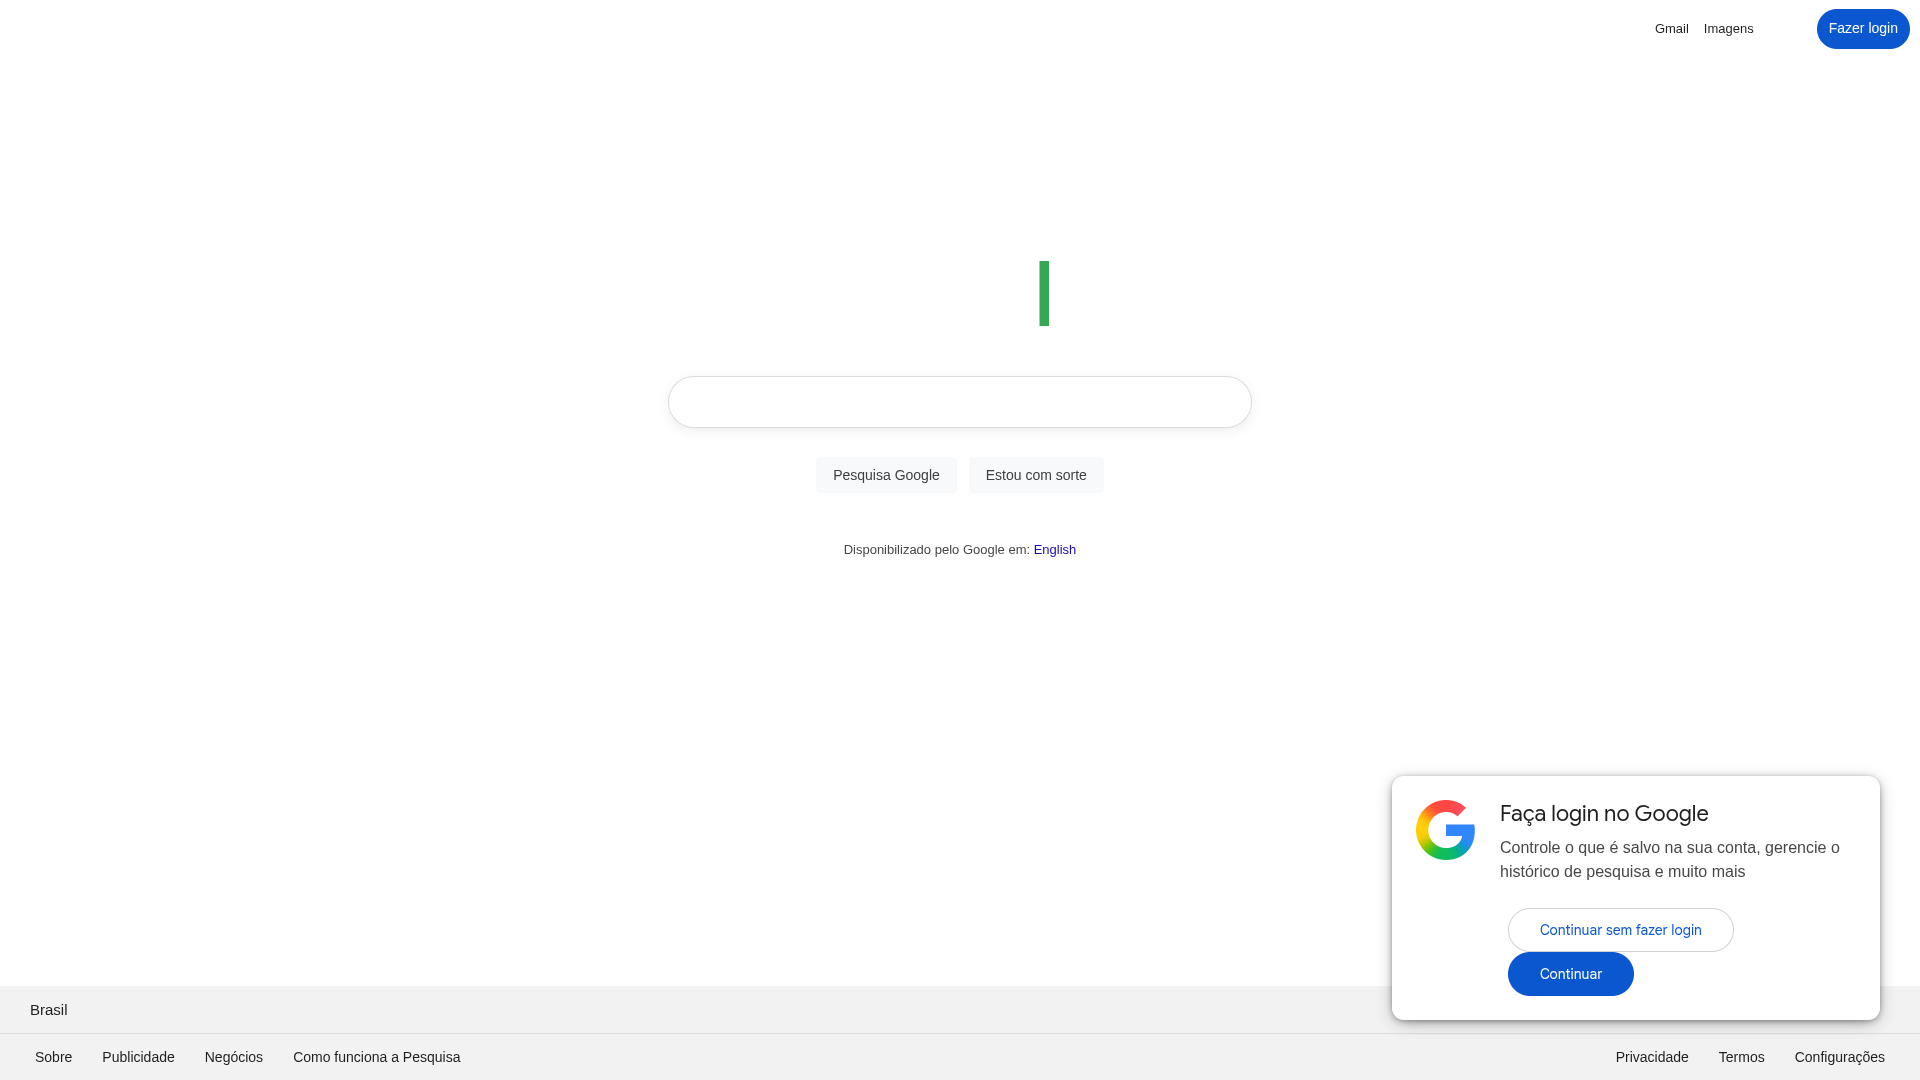 Gmail Imagens Fazer login
Pesquisa Google Estou com sorte
Disponibilizado pelo Google em: English
Faça login no Google
Controle o que é salvo na sua conta, gerencie o
histórico de pesquisa e muito mais
Continuar sem fazer login
Continuar
Brasil
Sobre Publicidade Negócios Como funciona a Pesquisa Privacidade Termos Configurações